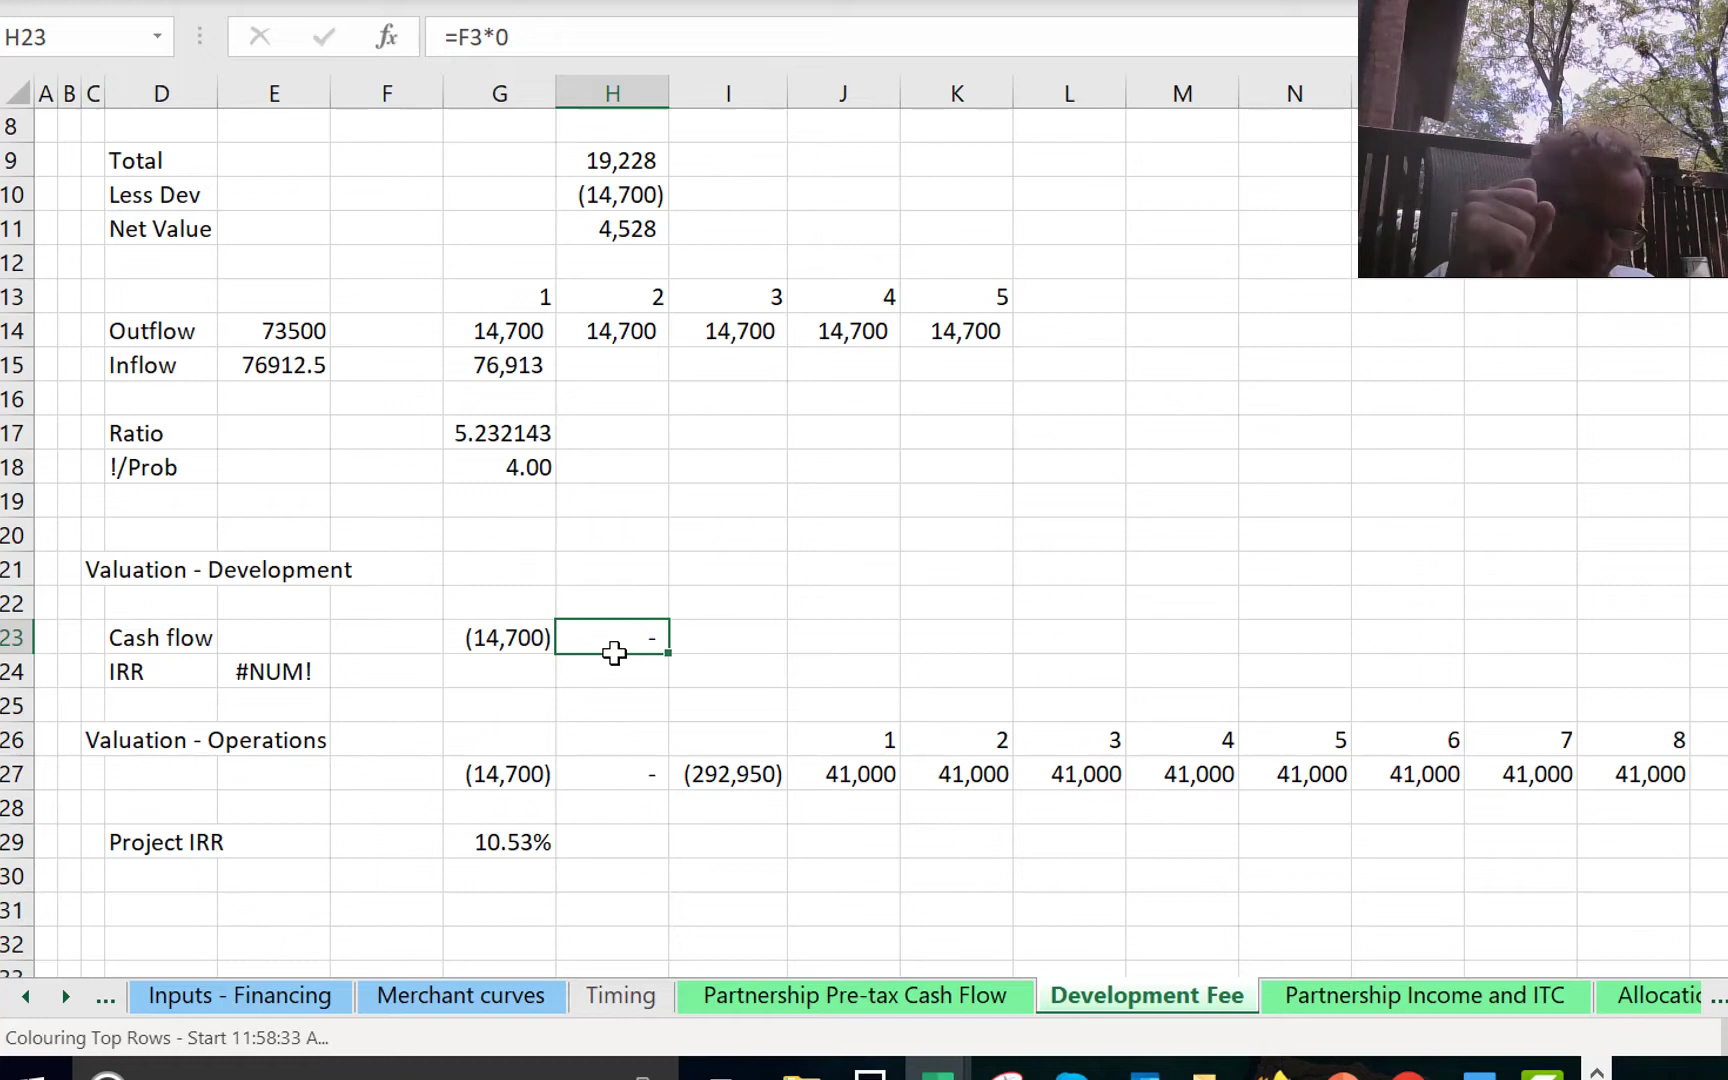 H23 fx =F3*0
A B C D E F G H I J K L M N
8
9 Total 19,228
10 Less Dev (14,700)
11 Net Value 4,528
12
13 1 2 3 4 5
14 Outflow 73500 14,700 14,700 14,700 14,700 14,700
15 Inflow 76912.5 76,913
16
17 Ratio 5.232143
18 !/Prob 4.00
19
20
21 Valuation - Development
22
23 Cash flow (14,700) -
24 IRR #NUM!
25
26 Valuation - Operations 1 2 3 4 5 6 7 8
27 (14,700) - (292,950) 41,000 41,000 41,000 41,000 41,000 41,000 41,000 41,000
28
29 Project IRR 10.53%
30
31
32
... Inputs - Financing Merchant curves Timing Partnership Pre-tax Cash Flow Development Fee Partnership Income and ITC Allocatio ...
Colouring Top Rows - Start 11:58:33 A...